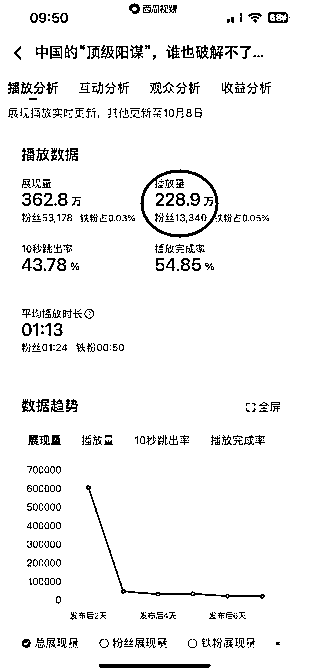 西瓜视频
09:50
68
中国的“顶级阳谋”，谁也破解不了...
播放分析 互动分析 观众分析 收益分析
展现播放实时更新，其他更新至10月8日
播放数据
展现量 播放量
362.8 万 228.9 万
粉丝53,178 铁粉占0.03% 粉丝13,340 铁粉占0.05%
10秒跳出率 播放完成率
43.78 % 54.85 %
平均播放时长
01:13
粉丝01:24 铁粉00:50
数据趋势 全屏
展现量 播放量 10秒跳出率 播放完成率
700000
600000
500000
400000
300000
200000
100000
0
发布后2天 发布后4天 发布后6天
总展现量 粉丝展现量 铁粉展现量